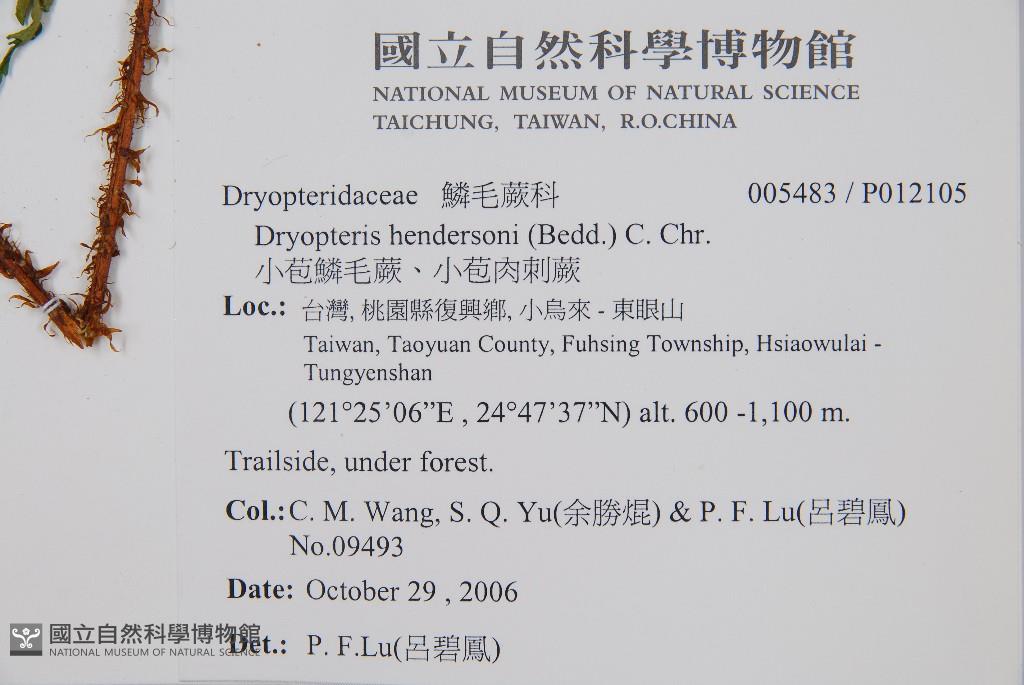 國立自然科學博物館
NATIONAL MUSEUM OF NATURAL SCIENCE
TAICHUNG, TAIWAN, R.O.CHINA
Dryopteridaceae 鱗毛蕨科 005483 / P012105
Dryopteris hendersoni (Bedd.) C. Chr.
小苞鱗毛蕨、小苞肉刺蕨
Loc.: 台灣, 桃園縣復興鄉, 小烏來 - 東眼山
Taiwan, Taoyuan County, Fuhsing Township, Hsiaowulai -
Tungyenshan
(121°25’06”E , 24°47’37”N) alt. 600 -1,100 m.
Trailside, under forest.
Col.: C. M. Wang, S. Q. Yu(余勝焜) & P. F. Lu(呂碧鳳)
No.09493
Date: October 29 , 2006
Det.: P. F.Lu(呂碧鳳)
國立自然科學博物館
NATIONAL MUSEUM OF NATURAL SCIENCE